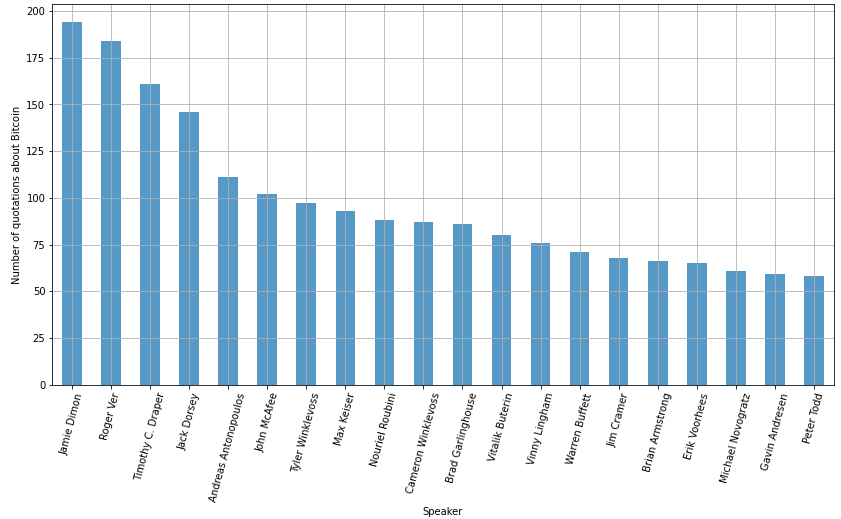 200
175
150
125
100
75
50
25
0
Number of quotations about Bitcoin
Jamie Dimon
Roger Ver
Timothy C. Draper
Jack Dorsey
Andreas Antonopoulos
John McAfee
Tyler Winklevoss
Max Keiser
Nouriel Roubini
Cameron Winklevoss
Brad Garlinghouse
Vitalik Buterin
Vinny Lingham
Warren Buffett
Jim Cramer
Brian Armstrong
Erik Voorhees
Michael Novogratz
Gavin Andresen
Peter Todd
Speaker